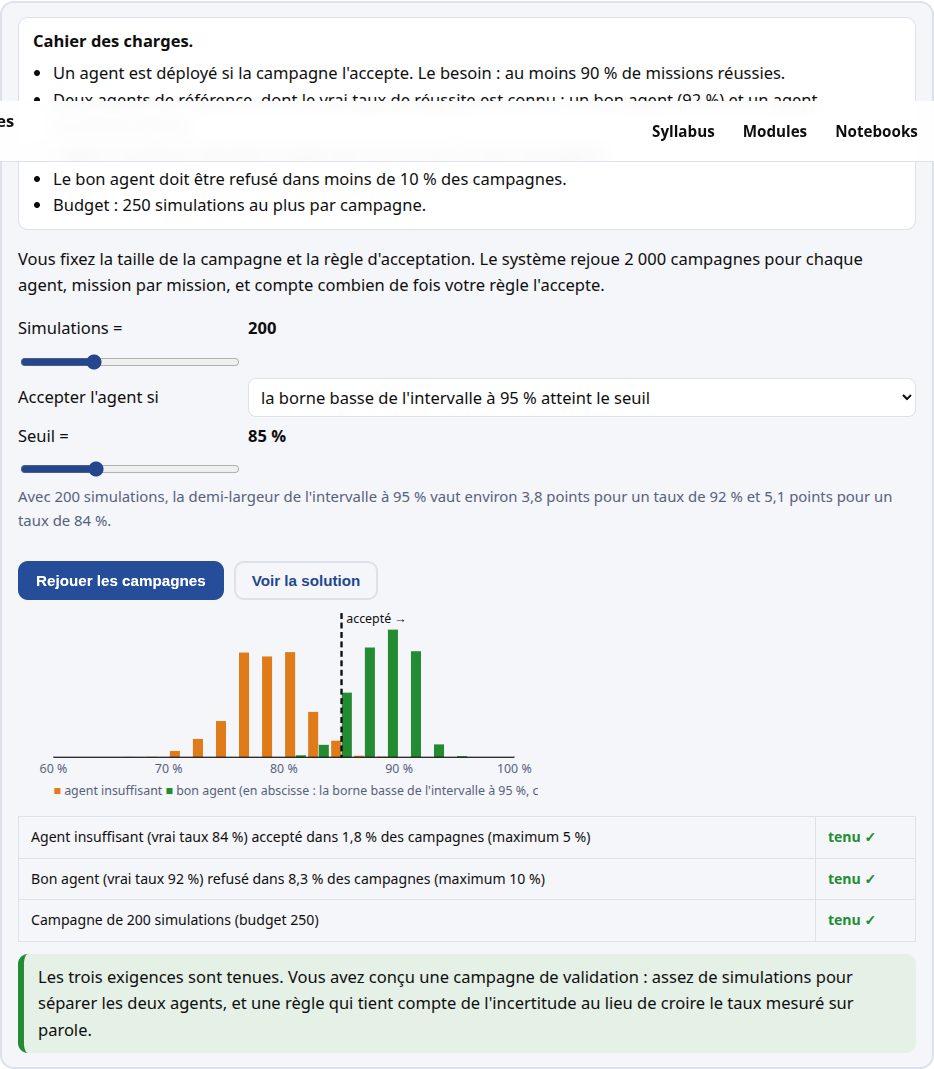 Cahier des charges.
• Un agent est déployé si la campagne l'accepte. Le besoin : au moins 90 % de missions réussies.
• Deux agents de référence, dont le vrai taux de réussite est connu : un bon agent (92 %) et un agent
es
Syllabus Modules Notebooks
• Le bon agent doit être refusé dans moins de 10 % des campagnes.
• Budget : 250 simulations au plus par campagne.
Vous fixez la taille de la campagne et la règle d'acceptation. Le système rejoue 2 000 campagnes pour chaque
agent, mission par mission, et compte combien de fois votre règle l'accepte.
Simulations = 200
Accepter l'agent si la borne basse de l'intervalle à 95 % atteint le seuil
Seuil = 85 %
Avec 200 simulations, la demi-largeur de l'intervalle à 95 % vaut environ 3,8 points pour un taux de 92 % et 5,1 points pour un
taux de 84 %.
Rejouer les campagnes Voir la solution
accepté →
60 % 70 % 80 % 90 % 100 %
agent insuffisant bon agent (en abscisse : la borne basse de l'intervalle à 95 %, c
Agent insuffisant (vrai taux 84 %) accepté dans 1,8 % des campagnes (maximum 5 %) tenu ✓
Bon agent (vrai taux 92 %) refusé dans 8,3 % des campagnes (maximum 10 %) tenu ✓
Campagne de 200 simulations (budget 250) tenu ✓
Les trois exigences sont tenues. Vous avez conçu une campagne de validation : assez de simulations pour
séparer les deux agents, et une règle qui tient compte de l'incertitude au lieu de croire le taux mesuré sur
parole.